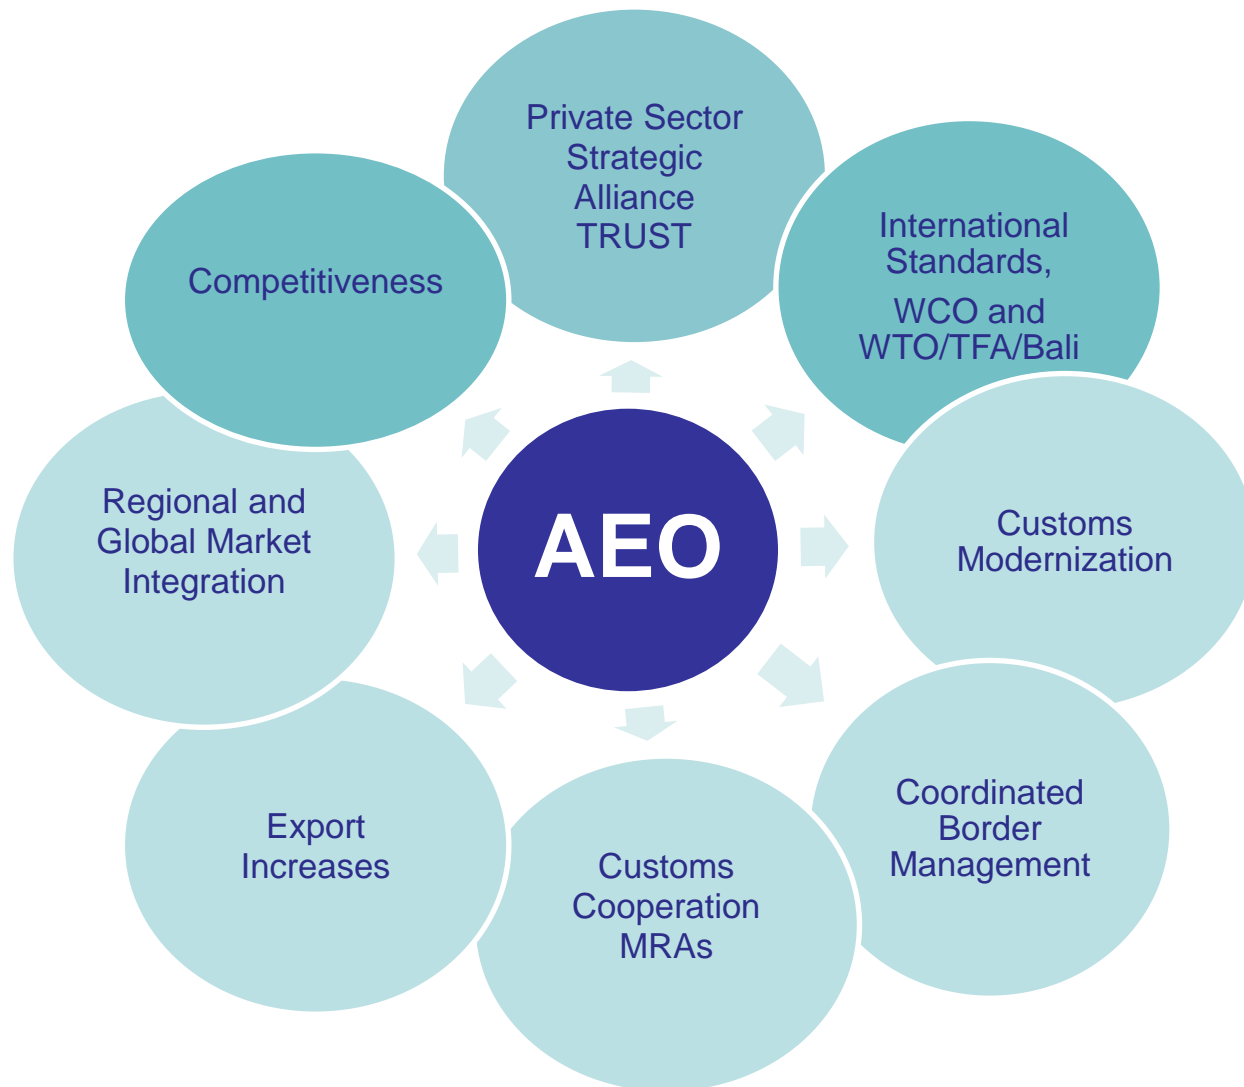 Private Sector
Strategic
Alliance
TRUST
International
Standards,
WCO and
WTO/TFA/Bali
Customs
Modernization
Coordinated
Border
Management
Customs
Cooperation
MRAs
Export
Increases
Regional and
Global Market
Integration
Competitiveness
AEO